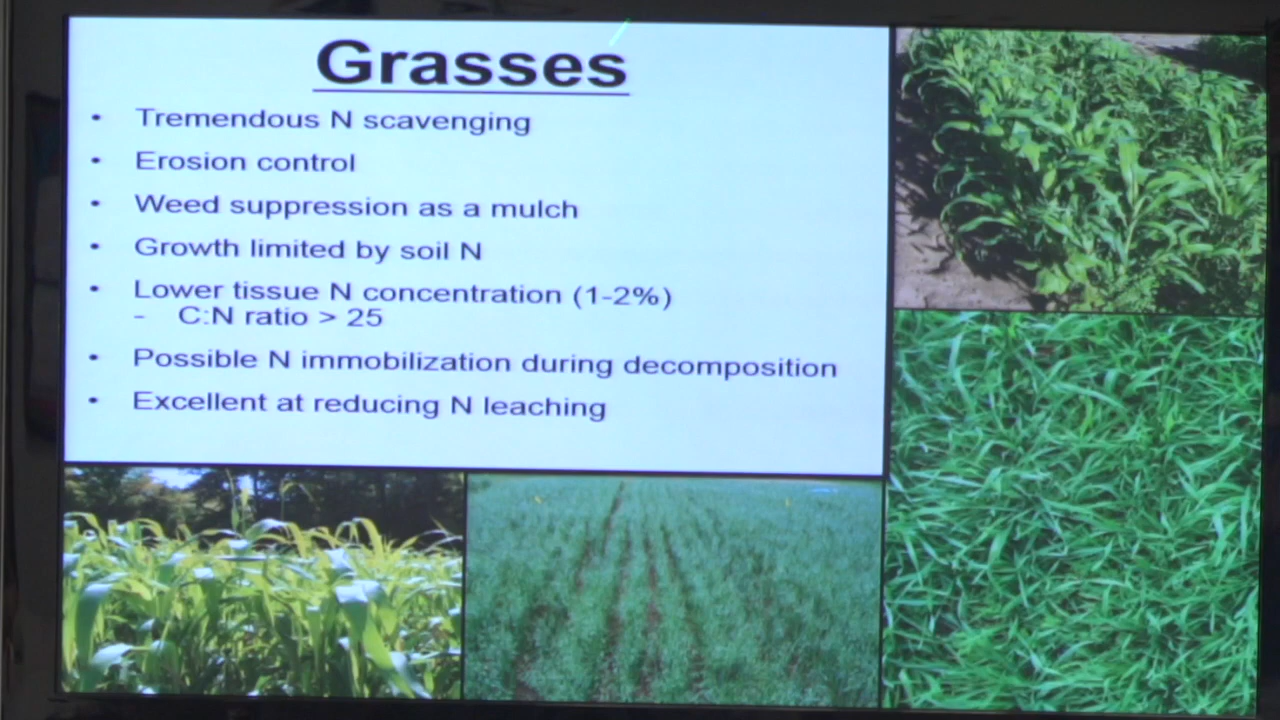 Grasses
• Tremendous N scavenging
• Erosion control
• Weed suppression as a mulch
• Growth limited by soil N
• Lower tissue N concentration (1-2%)
- C:N ratio > 25
• Possible N immobilization during decomposition
• Excellent at reducing N leaching